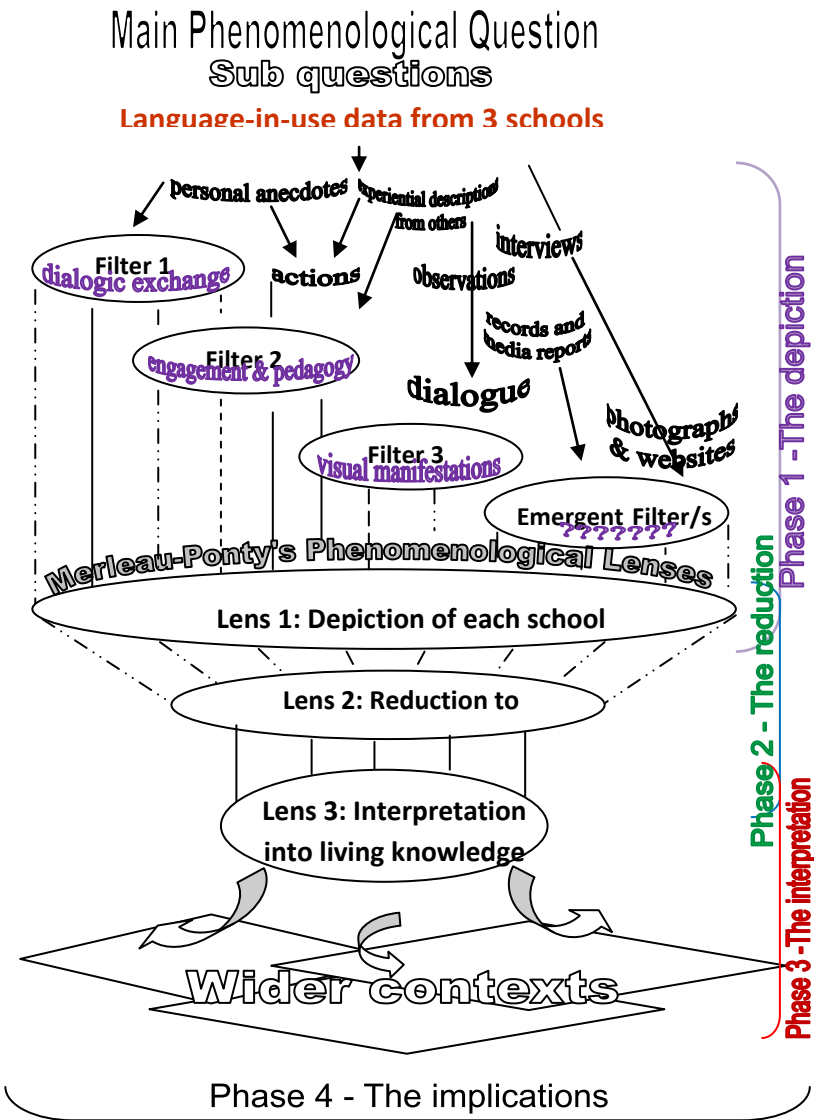 Main Phenomenological Question
Sub questions
Language-in-use data from 3 schools
personal anecdotes
experiential descriptions
from others
interviews
Filter 1
dialogic exchange
actions
observations
records and
media reports
Filter 2
engagement & pedagogy
dialogue
photographs
& websites
Filter 3
visual manifestations
Emergent Filter/s
???????
Merleau-Ponty's Phenomenological Lenses
Lens 1: Depiction of each school
Lens 2: Reduction to
Lens 3: Interpretation
into living knowledge
Wider contexts
Phase 1 -The depiction
Phase 2 - The reduction
Phase 3 -The interpretation
Phase 4 - The implications